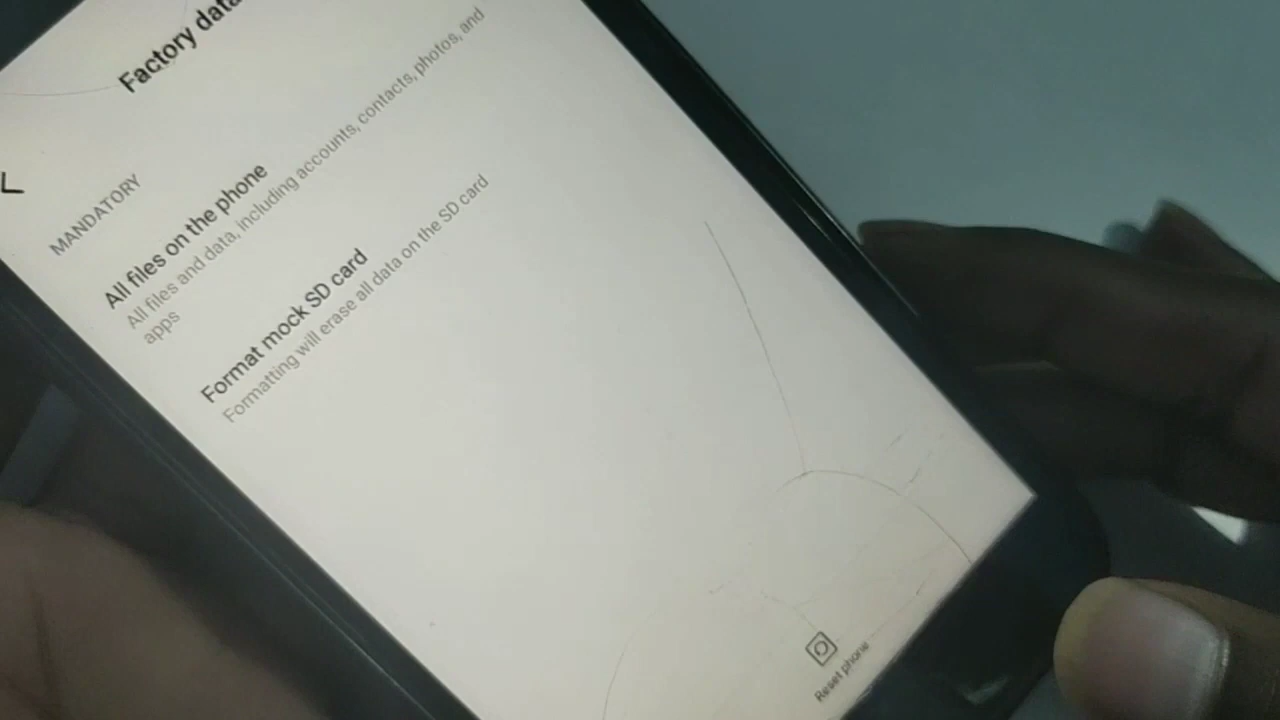 Factory data
MANDATORY
All files on the phone
All files and data, including accounts, contacts, photos, and
apps
Format mock SD card
Formatting will erase all data on the SD card
Reset phone